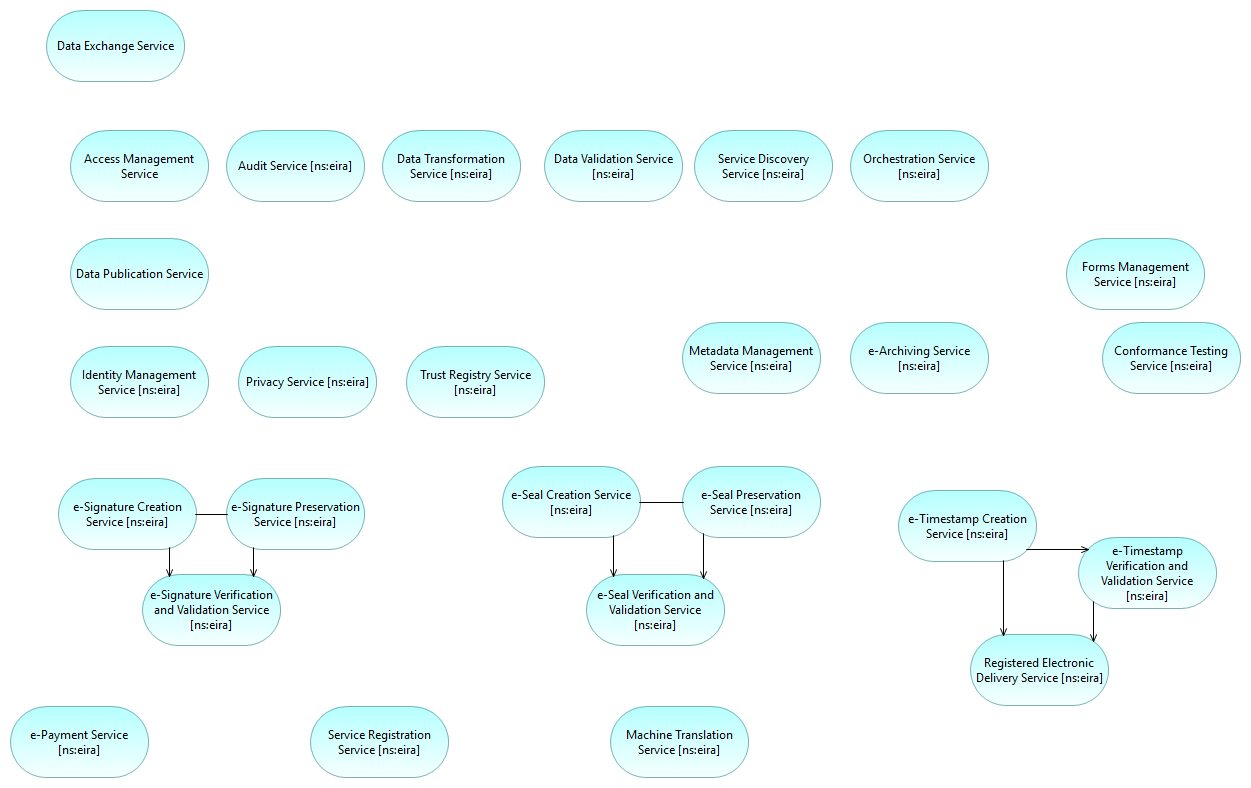 Data Exchange Service
Access Management
Service
Audit Service [ns:eira]
Data Transformation
Service [ns:eira]
Data Validation Service
[ns:eira]
Service Discovery
Service [ns:eira]
Orchestration Service
[ns:eira]
Data Publication Service
Forms Management
Service [ns:eira]
Identity Management
Service [ns:eira]
Privacy Service [ns:eira]
Trust Registry Service
[ns:eira]
Metadata Management
Service [ns:eira]
e-Archiving Service
[ns:eira]
Conformance Testing
Service [ns:eira]
e-Signature Creation
Service [ns:eira]
e-Signature Preservation
Service [ns:eira]
e-Signature Verification
and Validation Service
[ns:eira]
e-Seal Creation Service
[ns:eira]
e-Seal Preservation
Service [ns:eira]
e-Seal Verification and
Validation Service
[ns:eira]
e-Timestamp Creation
Service [ns:eira]
e-Timestamp
Verification and
Validation Service
[ns:eira]
Registered Electronic
Delivery Service [ns:eira]
e-Payment Service
[ns:eira]
Service Registration
Service [ns:eira]
Machine Translation
Service [ns:eira]